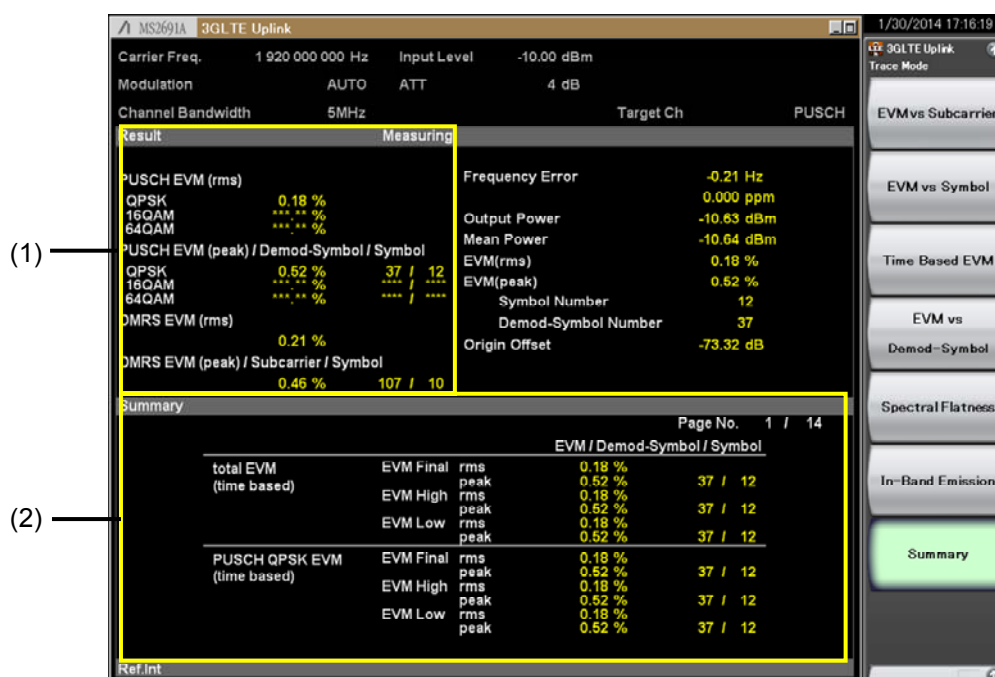 MS2691A 3GLTE Uplink
1/30/2014 17:16:19
Carrier Freq. 1 920 000 000 Hz Input Level -10.00 dBm
Modulation AUTO ATT 4 dB
Channel Bandwidth 5MHz Target Ch PUSCH
Result Measuring
PUSCH EVM (rms)
QPSK 0.18 %
16QAM ***.** %
64QAM ***.** %
PUSCH EVM (peak) / Demod-Symbol / Symbol
QPSK 0.52 % 37 / 12
16QAM ***.** % **** / ****
64QAM ***.** % **** / ****
DMRS EVM (rms)
0.21 %
DMRS EVM (peak) / Subcarrier / Symbol
0.46 % 107 / 10
Frequency Error -0.21 Hz
0.000 ppm
Output Power -10.63 dBm
Mean Power -10.64 dBm
EVM(rms) 0.18 %
EVM(peak) 0.52 %
Symbol Number 12
Demod-Symbol Number 37
Origin Offset -73.32 dB
(1)
Summary
Page No. 1 / 14
EVM / Demod-Symbol / Symbol
total EVM EVM Final rms 0.18 %
(time based) peak 0.52 % 37 / 12
EVM High rms 0.18 %
peak 0.52 % 37 / 12
EVM Low rms 0.18 %
peak 0.52 % 37 / 12
PUSCH QPSK EVM EVM Final rms 0.18 %
(time based) peak 0.52 % 37 / 12
EVM High rms 0.18 %
peak 0.52 % 37 / 12
EVM Low rms 0.18 %
peak 0.52 % 37 / 12
(2)
Ref.Int
3GLTE Uplink
Trace Mode
EVM vs Subcarrier
EVM vs Symbol
Time Based EVM
EVM vs
Demod-Symbol
Spectral Flatness
In-Band Emission
Summary